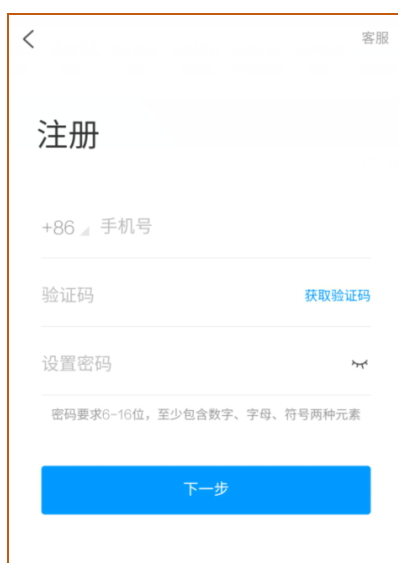 客服
注册
+86 手机号
验证码 获取验证码
设置密码
密码要求6-16位，至少包含数字、字母、符号两种元素
下一步